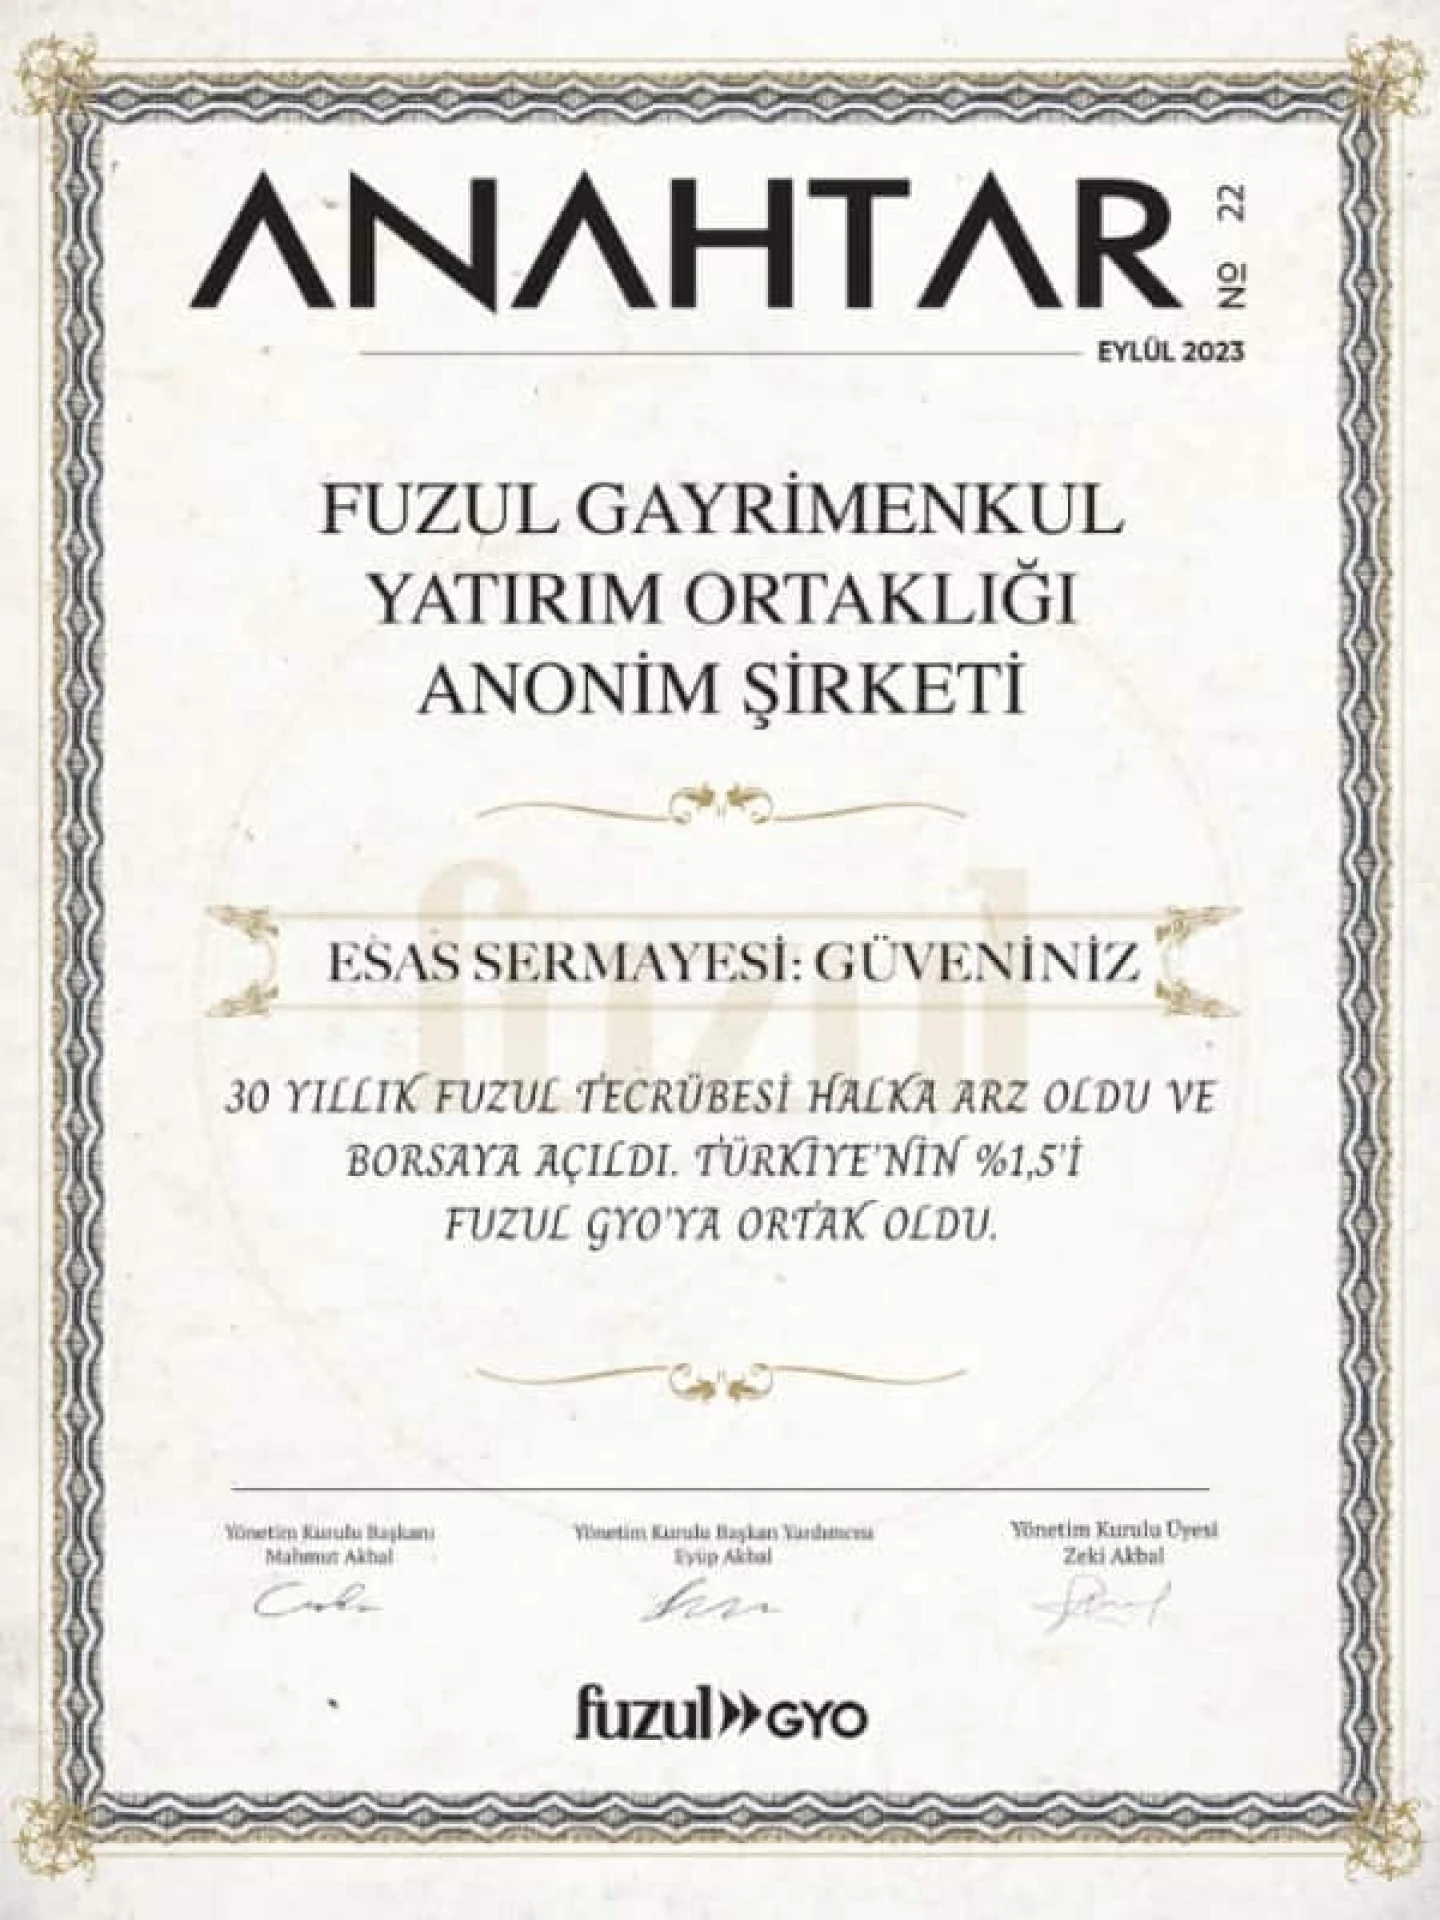 ANAHTAR
Nº 22
EYLÜL 2023
FUZUL GAYRİMENKUL
YATIRIM ORTAKLIĞI
ANONİM ŞİRKETİ
fuzul
ESAS SERMAYESİ: GÜVENİNİZ
30 YILLIK FUZUL TECRÜBESİ HALKA ARZ OLDU VE
BORSAYA AÇILDI. TÜRKİYE'NİN %1,5'İ
FUZUL GYO'YA ORTAK OLDU.
Yönetim Kurulu Başkanı
Mahmut Akbal
Yönetim Kurulu Başkan Yardımcısı
Eyüp Akbal
Yönetim Kurulu Üyesi
Zeki Akbal
fuzul GYO